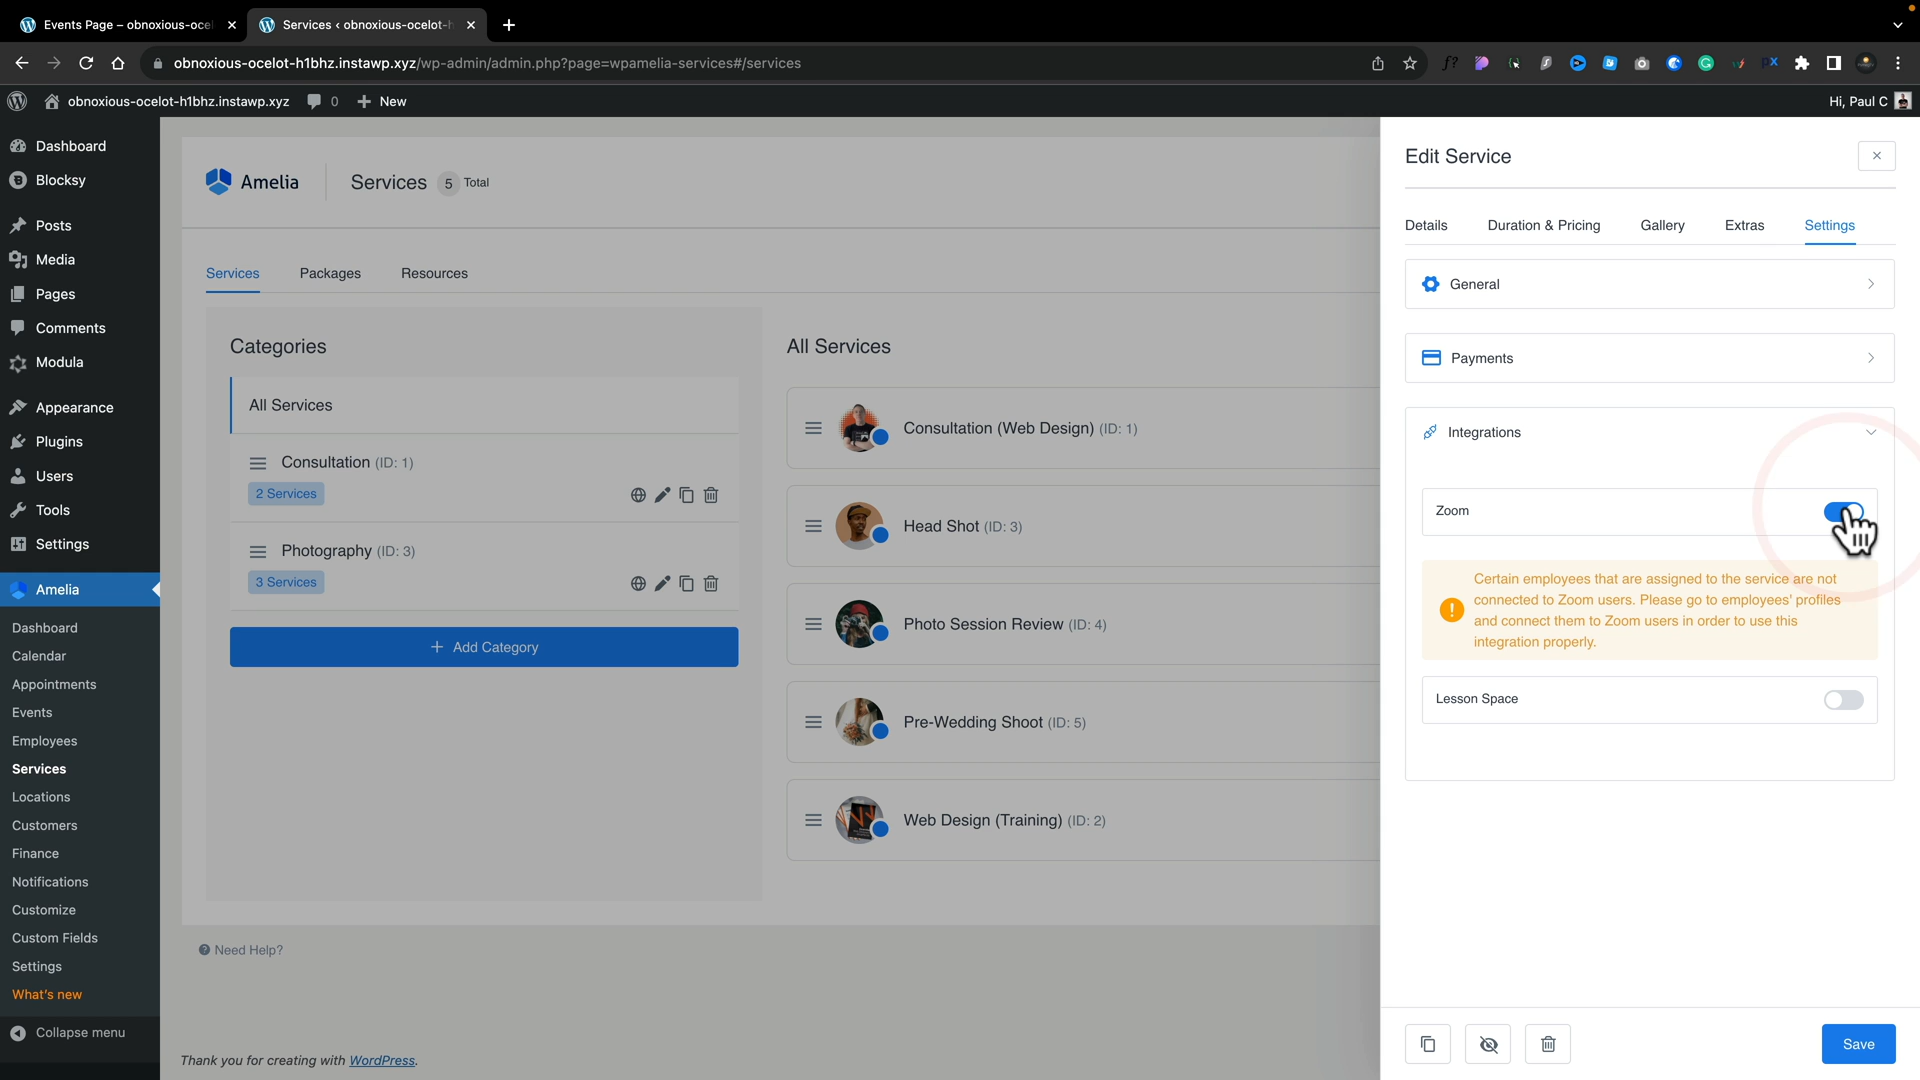 Events Page – obnoxious-oce
Services ‹ obnoxious-ocelot-h
obnoxious-ocelot-h1bhz.instawp.xyz/wp-admin/admin.php?page=wpamelia-services#/services
obnoxious-ocelot-h1bhz.instawp.xyz
0
New
Hi, Paul C
Dashboard
Blocksy
Posts
Media
Pages
Comments
Modula
Appearance
Plugins
Users
Tools
Settings
Amelia
Dashboard
Calendar
Appointments
Events
Employees
Services
Locations
Customers
Finance
Notifications
Customize
Custom Fields
Settings
What's new
Collapse menu
Amelia
Services 5 Total
Services
Packages
Resources
Categories
All Services
Consultation (ID: 1)
2 Services
Photography (ID: 3)
3 Services
+ Add Category
All Services
Consultation (Web Design) (ID: 1)
Head Shot (ID: 3)
Photo Session Review (ID: 4)
Pre-Wedding Shoot (ID: 5)
Web Design (Training) (ID: 2)
Need Help?
Thank you for creating with WordPress.
Edit Service
Details
Duration & Pricing
Gallery
Extras
Settings
General
Payments
Integrations
Zoom
Certain employees that are assigned to the service are not
connected to Zoom users. Please go to employees' profiles
and connect them to Zoom users in order to use this
integration properly.
Lesson Space
Save